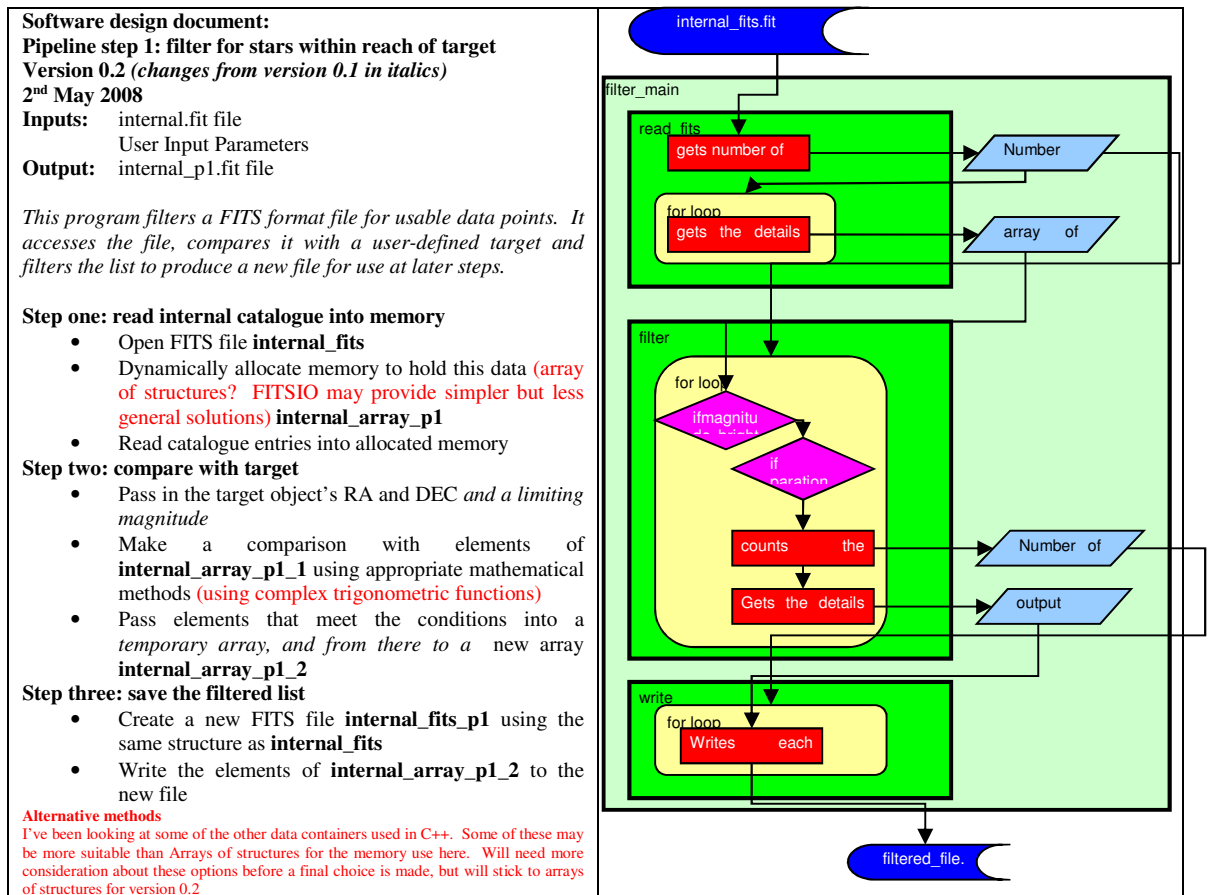 Software design document:
Pipeline step 1: filter for stars within reach of target
Version 0.2 (changes from version 0.1 in italics)
2nd May 2008
Inputs: internal.fit file
User Input Parameters
Output: internal_p1.fit file
This program filters a FITS format file for usable data points. It
accesses the file, compares it with a user-defined target and
filters the list to produce a new file for use at later steps.
Step one: read internal catalogue into memory
• Open FITS file internal_fits
• Dynamically allocate memory to hold this data (array
of structures? FITSIO may provide simpler but less
general solutions) internal_array_p1
• Read catalogue entries into allocated memory
Step two: compare with target
• Pass in the target object's RA and DEC and a limiting
magnitude
• Make a comparison with elements of
internal_array_p1_1 using appropriate mathematical
methods (using complex trigonometric functions)
• Pass elements that meet the conditions into a
temporary array, and from there to a new array
internal_array_p1_2
Step three: save the filtered list
• Create a new FITS file internal_fits_p1 using the
same structure as internal_fits
• Write the elements of internal_array_p1_2 to the
new file
Alternative methods
I've been looking at some of the other data containers used in C++. Some of these may
be more suitable than Arrays of structures for the memory use here. Will need more
consideration about these options before a final choice is made, but will stick to arrays
of structures for version 0.2
internal_fits.fit
filter_main
read_fits
gets number of
Number
for loop
gets the details
array of
filter
for loop
ifmagnitu
de bright
if
paration
counts the
Number of
Gets the details
output
write
for loop
Writes each
filtered_file.